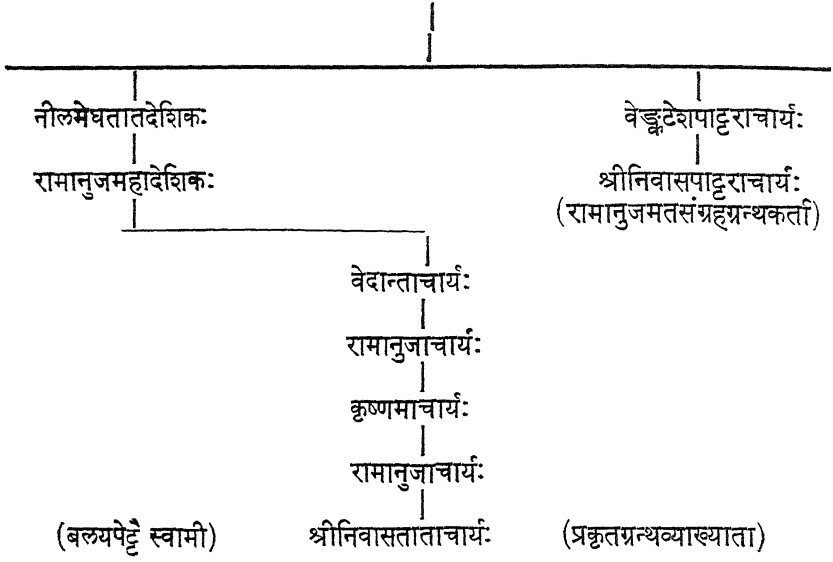 नीलमेघतातदेशिकः वेङ्कटेशपाट्टराचार्यः
रामानुजमहादेशिकः श्रीनिवासपाट्टराचार्यः
(रामानुजमतसंग्रहग्रन्थकर्ता)
वेदान्ताचार्यः
रामानुजाचार्यः
कृष्णमाचार्यः
रामानुजाचार्यः
(बलयपेट्टै स्वामी) श्रीनिवासताताचार्यः (प्रकृतग्रन्थव्याख्याता)